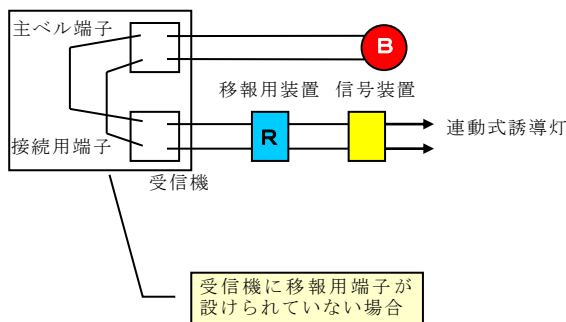 主ベル端子
B
移報用装置
信号装置
R
連動式誘導灯
接続用端子
受信機
受信機に移報用端子が
設けられていない場合